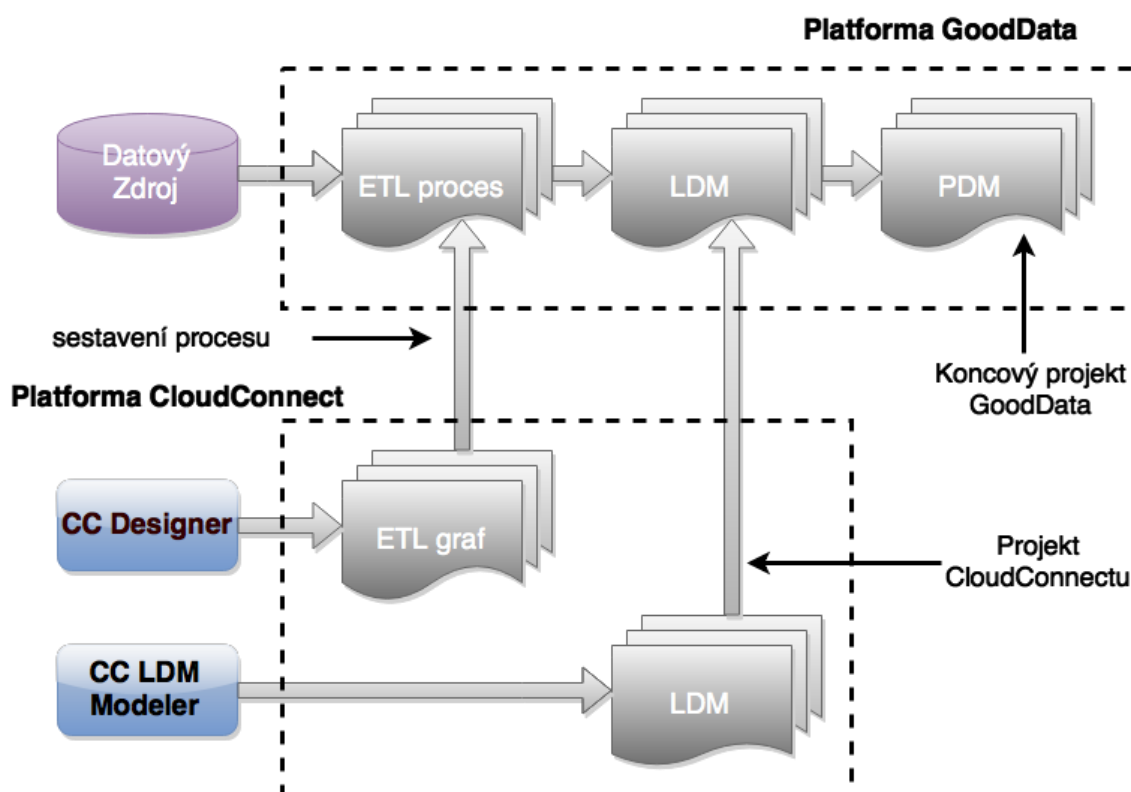 Platforma GoodData
Datový
Zdroj
ETL proces
LDM
PDM
sestavení procesu
Koncový projekt
GoodData
Platforma CloudConnect
CC Designer
ETL graf
Projekt
CloudConnectu
CC LDM
Modeler
LDM